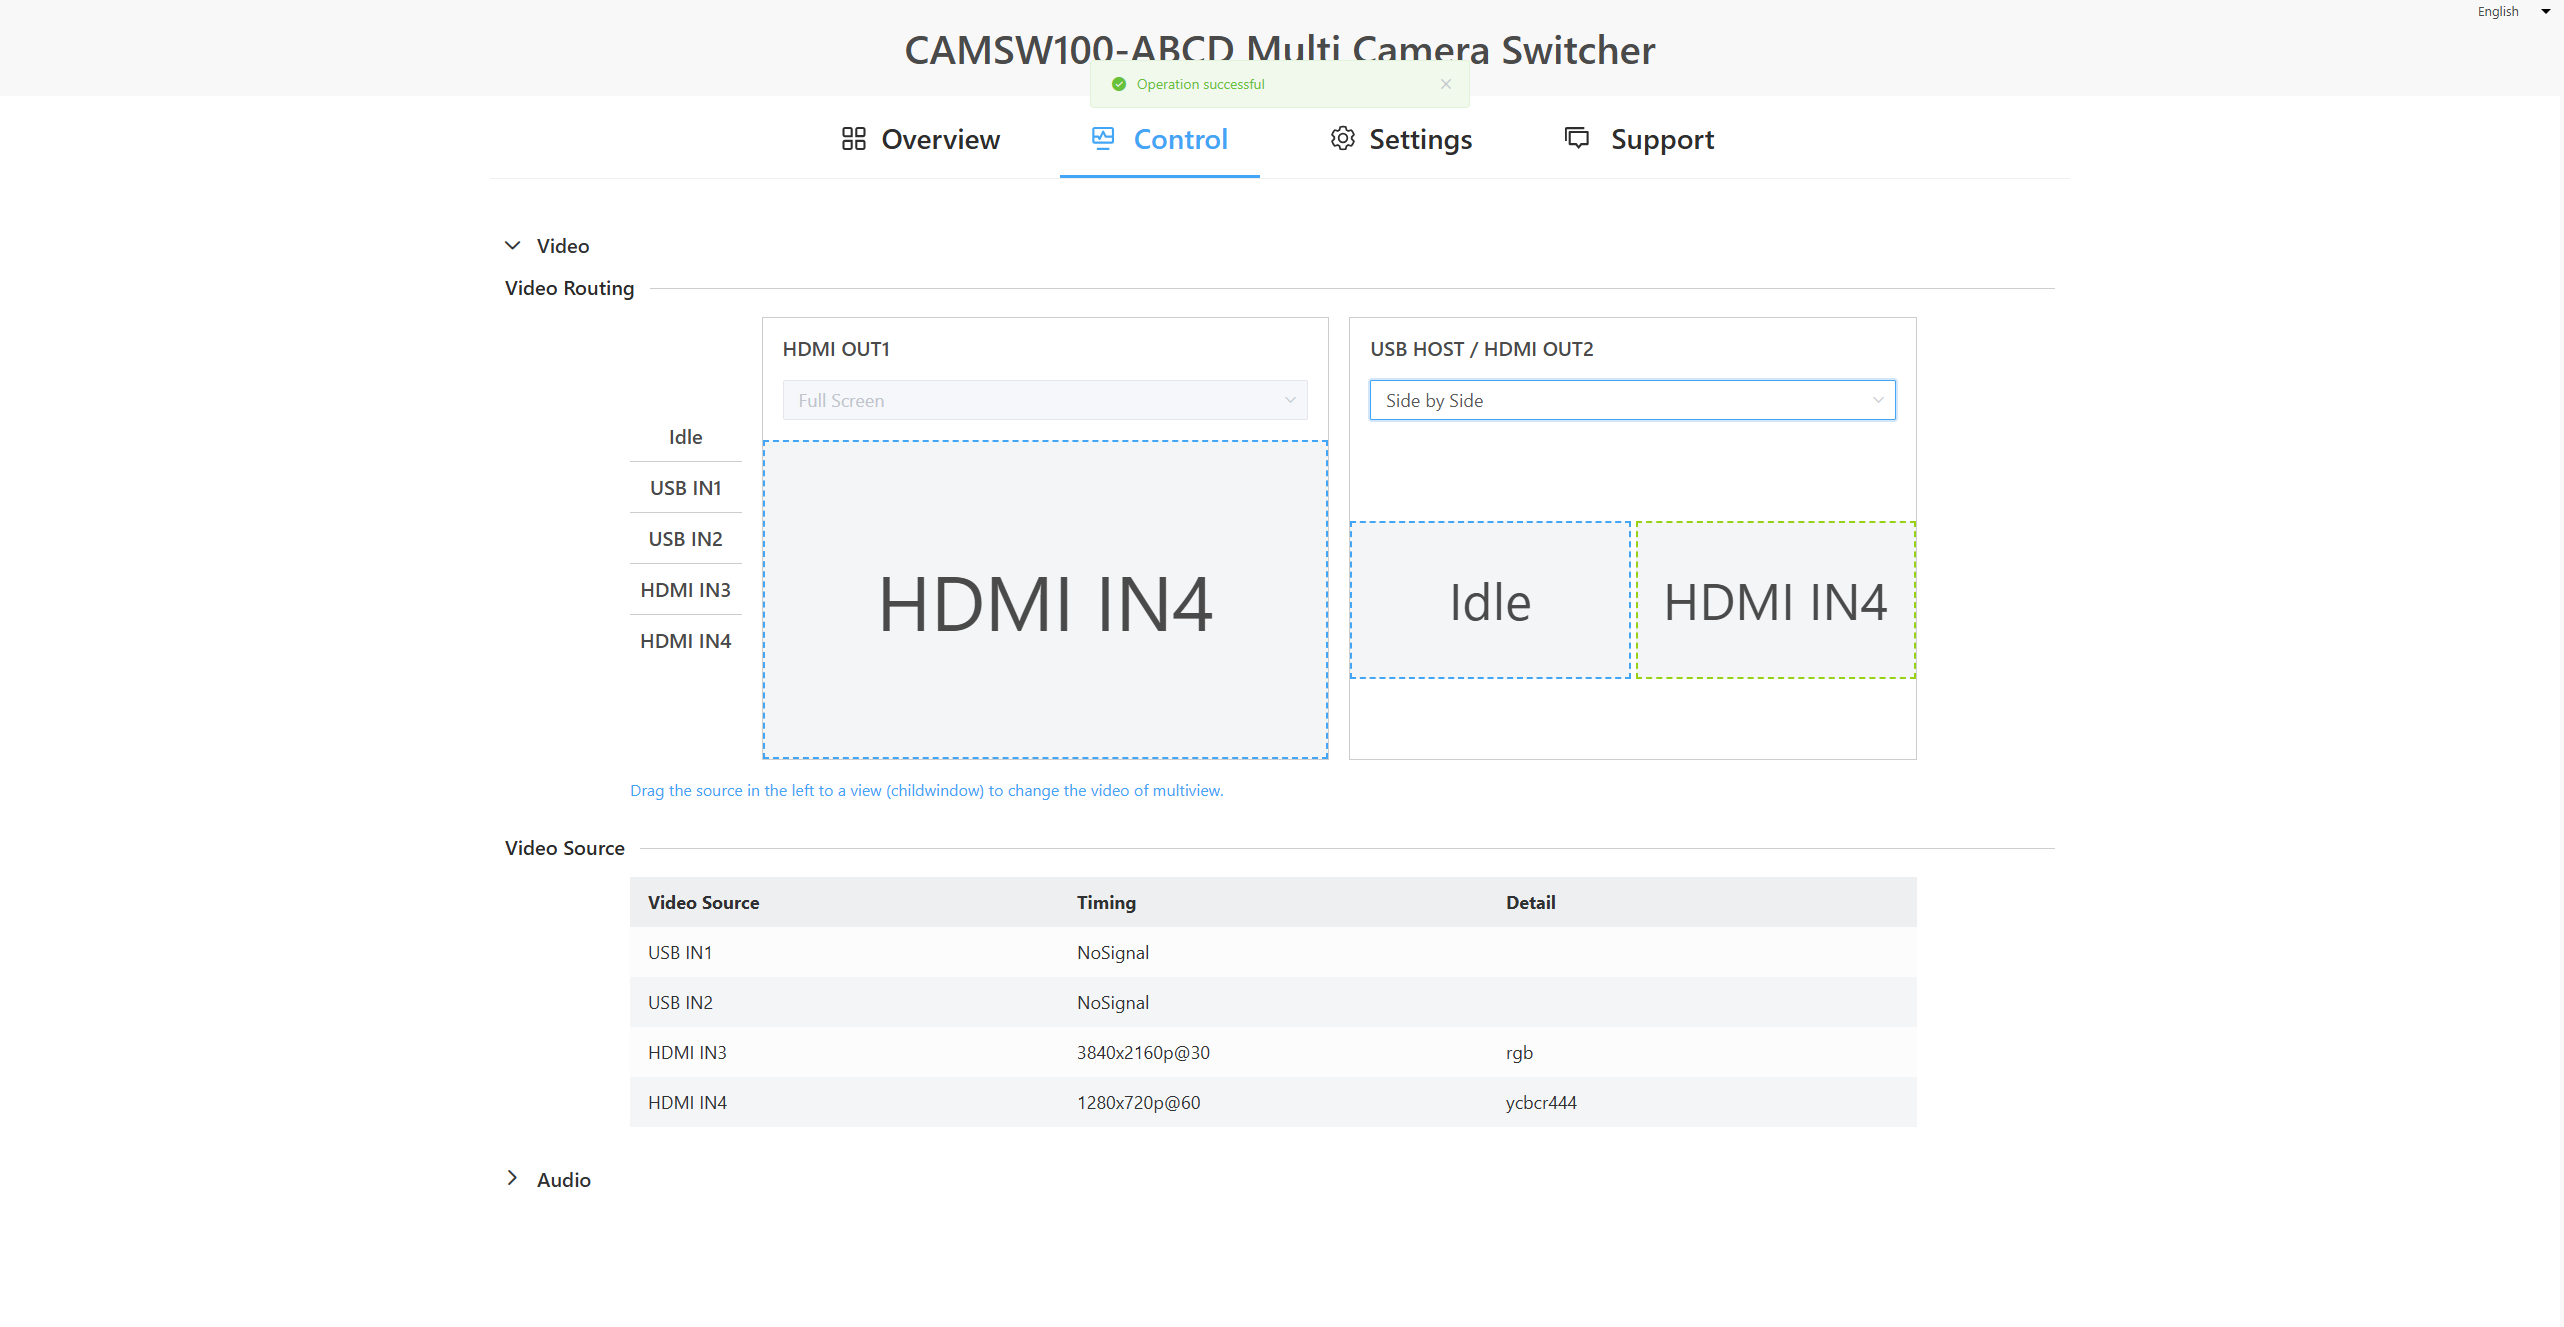 English
CAMSW100-ABCD Multi Camera Switcher
Operation successful
Overview
Control
Settings
Support
Video
Video Routing
HDMI OUT1
USB HOST / HDMI OUT2
Full Screen
Side by Side
Idle
USB IN1
USB IN2
HDMI IN3
HDMI IN4
HDMI IN4
Idle
HDMI IN4
Drag the source in the left to a view (childwindow) to change the video of multiview.
Video Source
Video Source Timing Detail
USB IN1 NoSignal
USB IN2 NoSignal
HDMI IN3 3840x2160p@30 rgb
HDMI IN4 1280x720p@60 ycbcr444
Audio